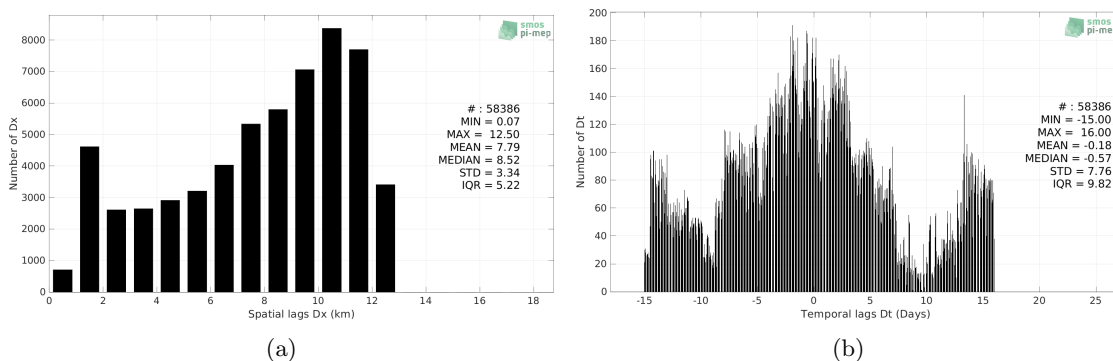 smos
pi-mep
8000
7000
6000
5000
4000
3000
2000
1000
0
Number of Dx
# : 58386
MIN = 0.07
MAX = 12.50
MEAN = 7.79
MEDIAN = 8.52
STD = 3.34
IQR = 5.22
0 2 4 6 8 10 12 14 16 18
Spatial lags Dx (km)
(a)
smos
pi-mep
200
180
160
140
120
100
80
60
40
20
0
Number of Dt
# : 58386
MIN = -15.00
MAX = 16.00
MEAN = -0.18
MEDIAN = -0.57
STD = 7.76
IQR = 9.82
-15 -10 -5 0 5 10 15 20 25
Temporal lags Dt (Days)
(b)